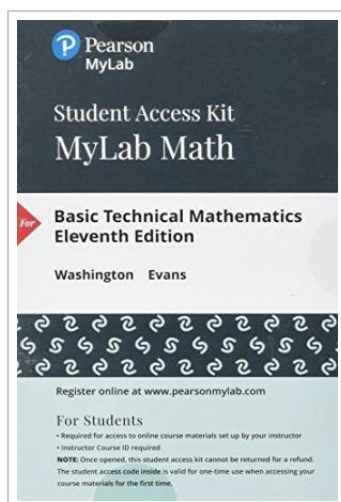 Pearson
MyLab
Student Access Kit
MyLab Math
For
Basic Technical Mathematics
Eleventh Edition
Washington Evans
Register online at www.pearsonmylab.com
For Students
• Required for access to online course materials set up by your instructor
• Instructor Course ID required
NOTE: Once opened, this student access kit cannot be returned for a refund.
The student access code inside is valid for one-time use when accessing your
course materials for the first time.